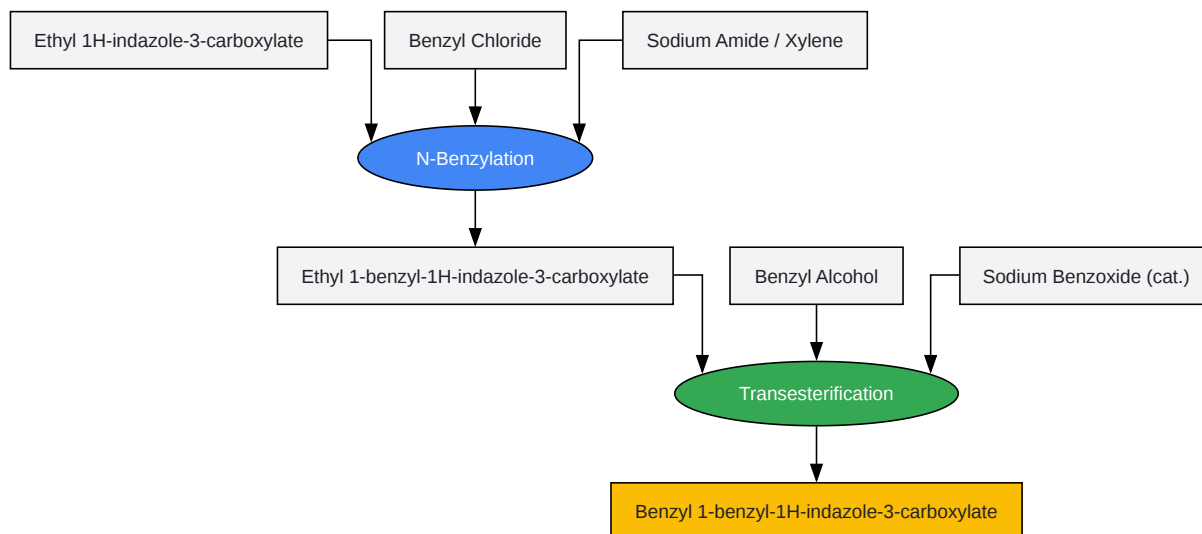 Ethyl 1H-indazole-3-carboxylate
Benzyl Chloride
Sodium Amide / Xylene
N-Benzylation
Ethyl 1-benzyl-1H-indazole-3-carboxylate
Benzyl Alcohol
Sodium Benzoxide (cat.)
Transesterification
Benzyl 1-benzyl-1H-indazole-3-carboxylate